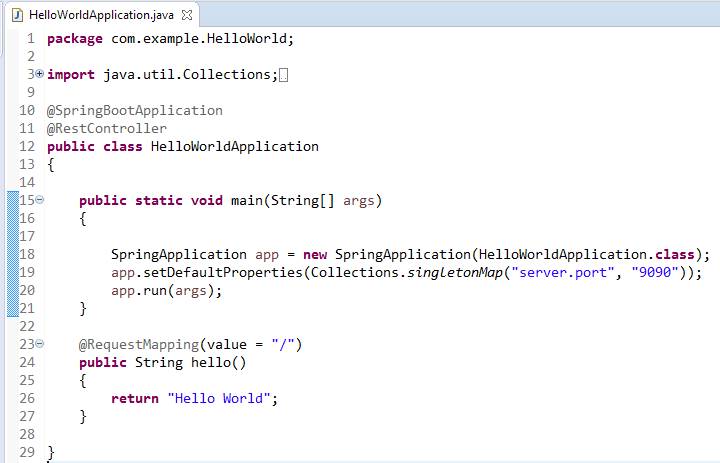 HelloWorldApplication.java
1 package com.example.HelloWorld;
2
3 import java.util.Collections;
9
10 @SpringBootApplication
11 @RestController
12 public class HelloWorldApplication
13 {
14
15     public static void main(String[] args)
16     {
17
18         SpringApplication app = new SpringApplication(HelloWorldApplication.class);
19         app.setDefaultProperties(Collections.singletonMap("server.port", "9090"));
20         app.run(args);
21     }
22
23     @RequestMapping(value = "/")
24     public String hello()
25     {
26         return "Hello World";
27     }
28
29 }